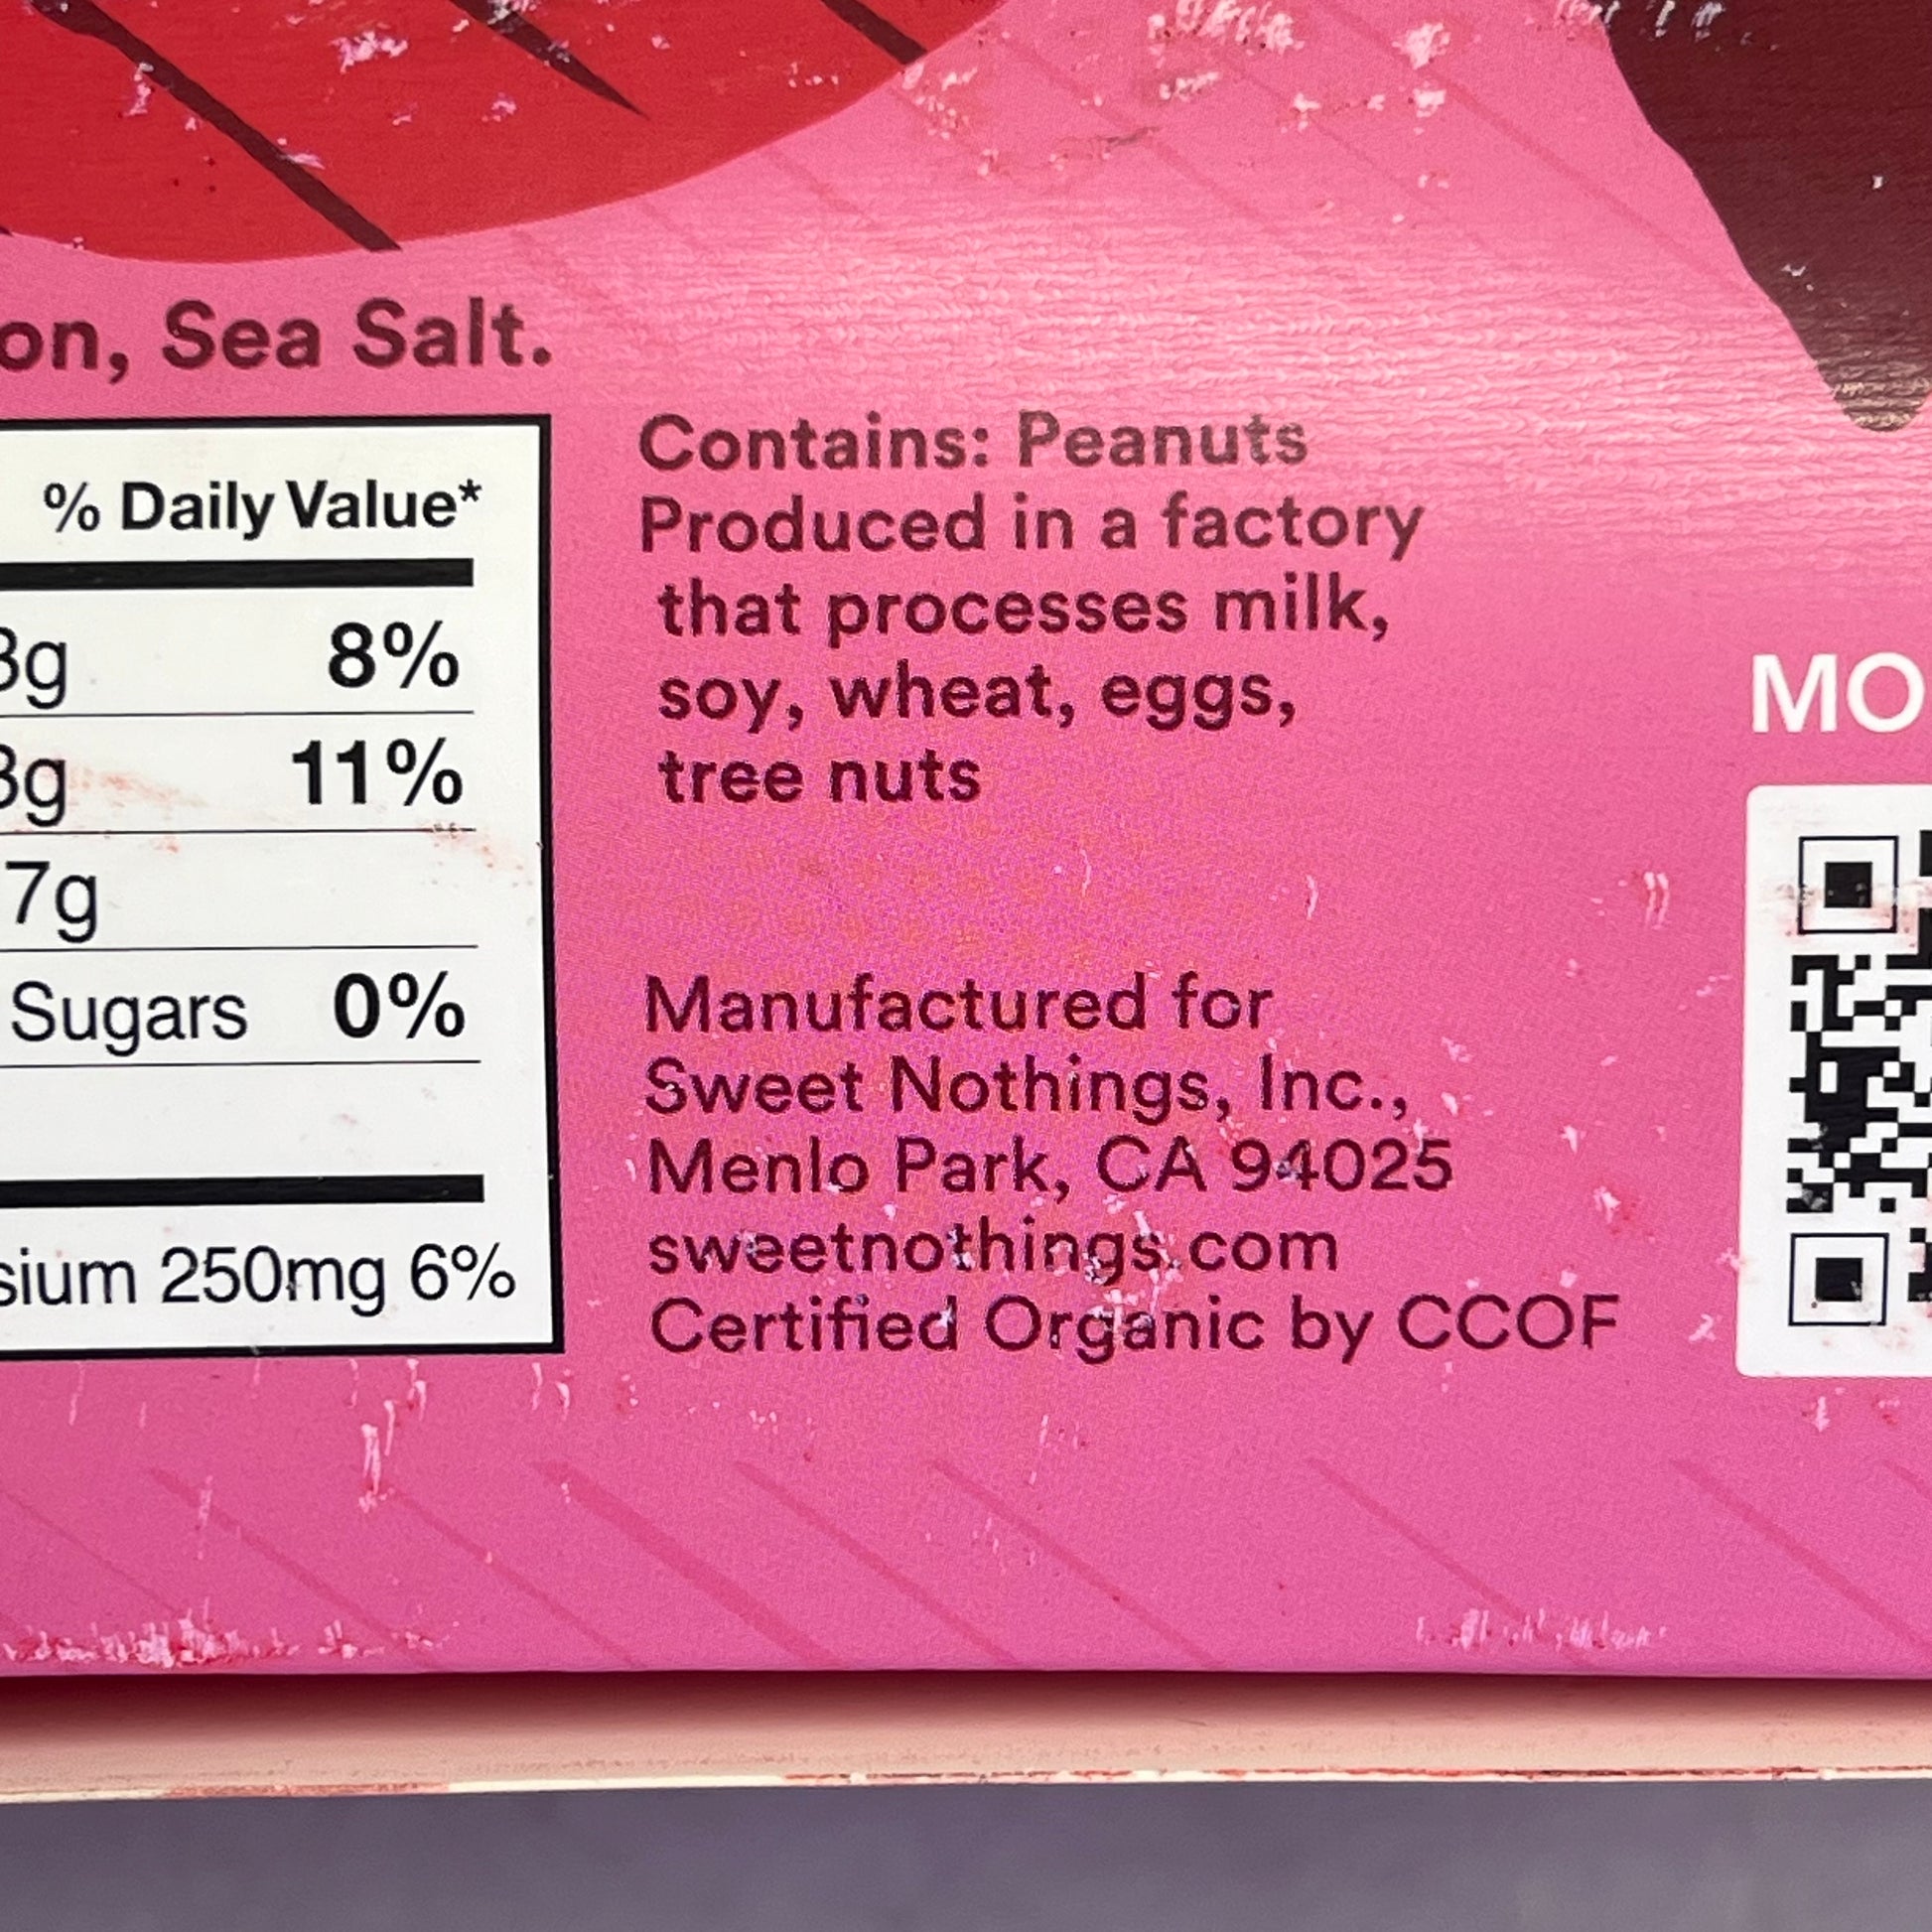 on, Sea Salt.
% Daily Value*
3g 8%
3g 11%
7g
Sugars 0%
sium 250mg 6%
Contains: Peanuts
Produced in a factory
that processes milk,
soy, wheat, eggs,
tree nuts
Manufactured for
Sweet Nothings, Inc.,
Menlo Park, CA 94025
sweetnothings.com
Certified Organic by CCOF
MO